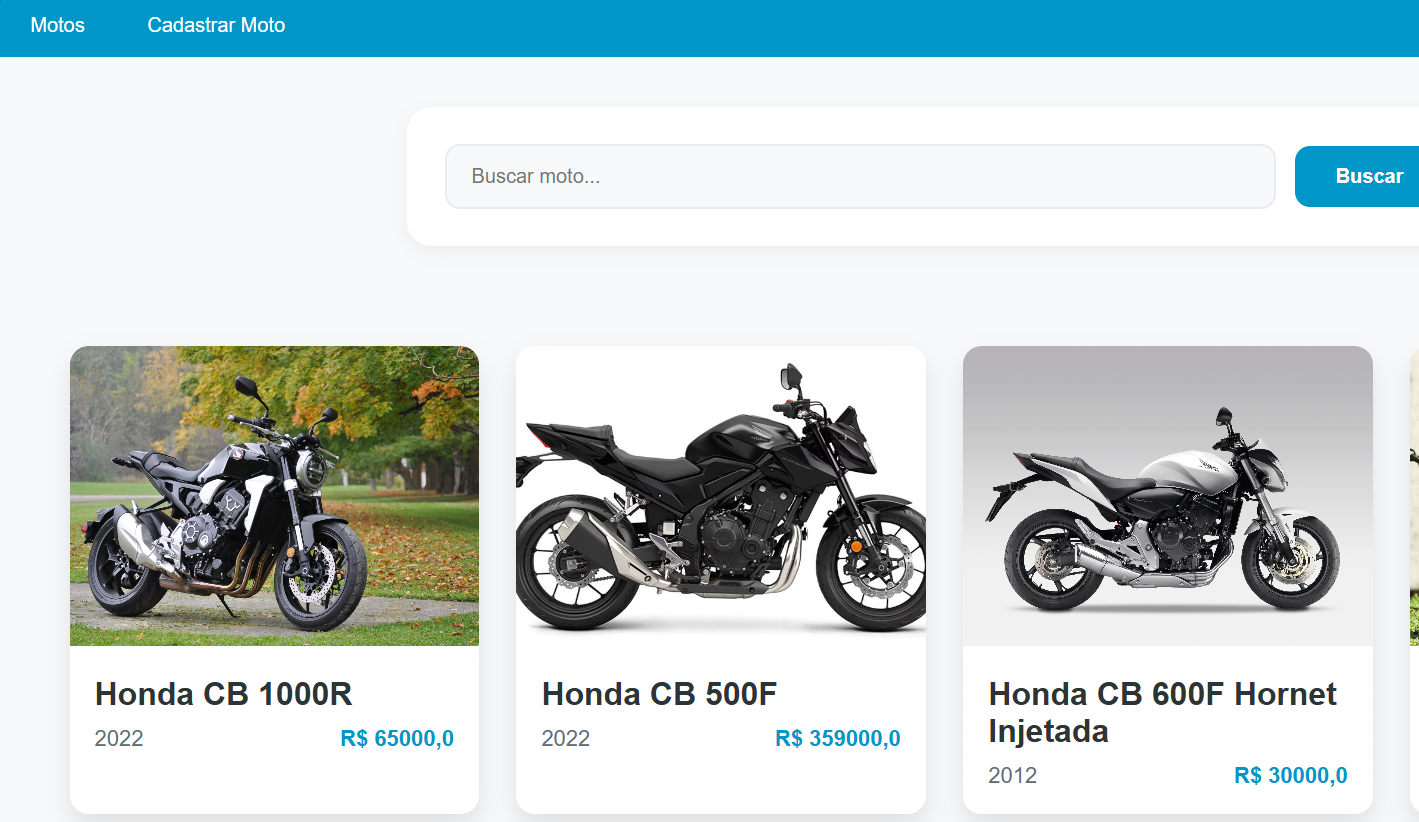 Motos
Cadastrar Moto
Buscar moto...
Buscar
Honda CB 1000R
2022
R$ 65000,0
Honda CB 500F
2022
R$ 359000,0
Honda CB 600F Hornet
Injetada
2012
R$ 30000,0